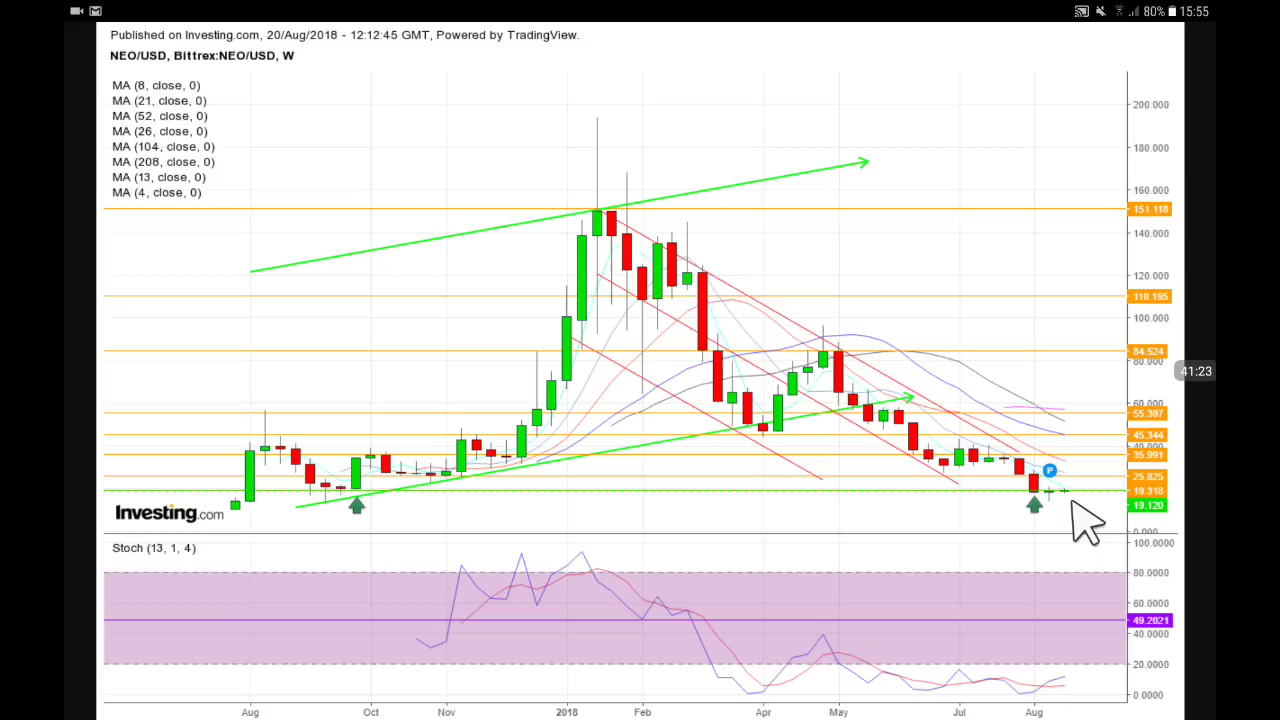 80% 15:55
Published on Investing.com, 20/Aug/2018 - 12:12:45 GMT, Powered by TradingView.
NEO/USD, Bittrex:NEO/USD, W
MA (8, close, 0)
MA (21, close, 0)
MA (52, close, 0)
MA (26, close, 0)
MA (104, close, 0)
MA (208, close, 0)
MA (13, close, 0)
MA (4, close, 0)
200.000
180.000
160.000
151.118
140.000
120.000
110.195
100.000
84.524
80.000
41:23
60.000
55.307
45.344
40.000
35.991
P
25.825
19.318
19.120
Investing.com
0.000
Stoch (13, 1, 4)
100.0000
80.0000
60.0000
49.2021
40.0000
20.0000
0.0000
Aug Oct Nov 2018 Feb Apr May Jul Aug